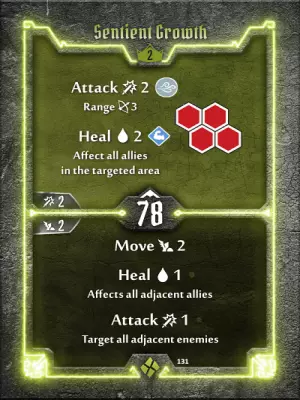 Sentient Growth
2
Attack 2
Range 3
Heal 2
Affect all allies
in the targeted area
2
78
2
Move 2
Heal 1
Affects all adjacent allies
Attack 1
Target all adjacent enemies
131